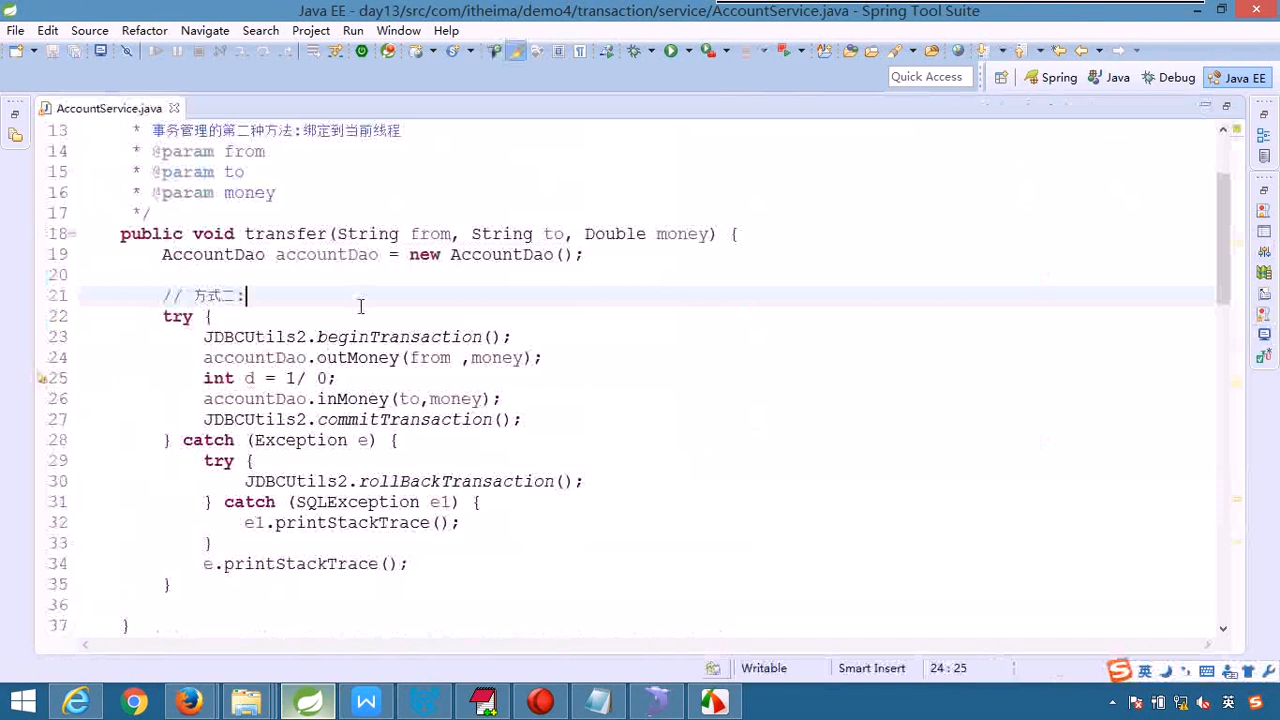 Java EE - day13/src/com/itheima/demo4/transaction/service/AccountService.java - Spring Tool Suite
File Edit Source Refactor Navigate Search Project Run Window Help
Quick Access Spring Java Debug Java EE
AccountService.java
13 * 事务管理的第二种方法:绑定到当前线程
14 * @param from
15 * @param to
16 * @param money
17 */
18 public void transfer(String from, String to, Double money) {
19 AccountDao accountDao = new AccountDao();
20
21 // 方式二:
22 try {
23 JDBCUtils2.beginTransaction();
24 accountDao.outMoney(from ,money);
25 int d = 1/ 0;
26 accountDao.inMoney(to,money);
27 JDBCUtils2.commitTransaction();
28 } catch (Exception e) {
29 try {
30 JDBCUtils2.rollBackTransaction();
31 } catch (SQLException e1) {
32 e1.printStackTrace();
33 }
34 e.printStackTrace();
35 }
36
37 }
Writable Smart Insert 24 : 25
英
英